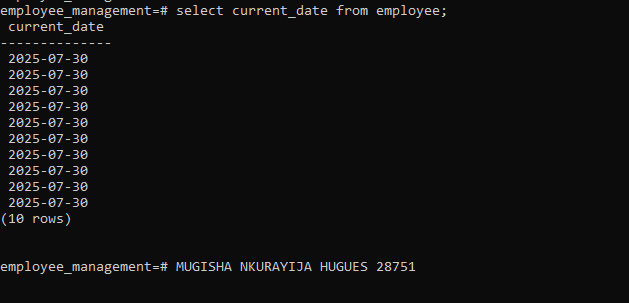 employee_management=# select current_date from employee;
current_date
--------------
2025-07-30
2025-07-30
2025-07-30
2025-07-30
2025-07-30
2025-07-30
2025-07-30
2025-07-30
2025-07-30
2025-07-30
(10 rows)
employee_management=# MUGISHA NKURAYIJA HUGUES 28751